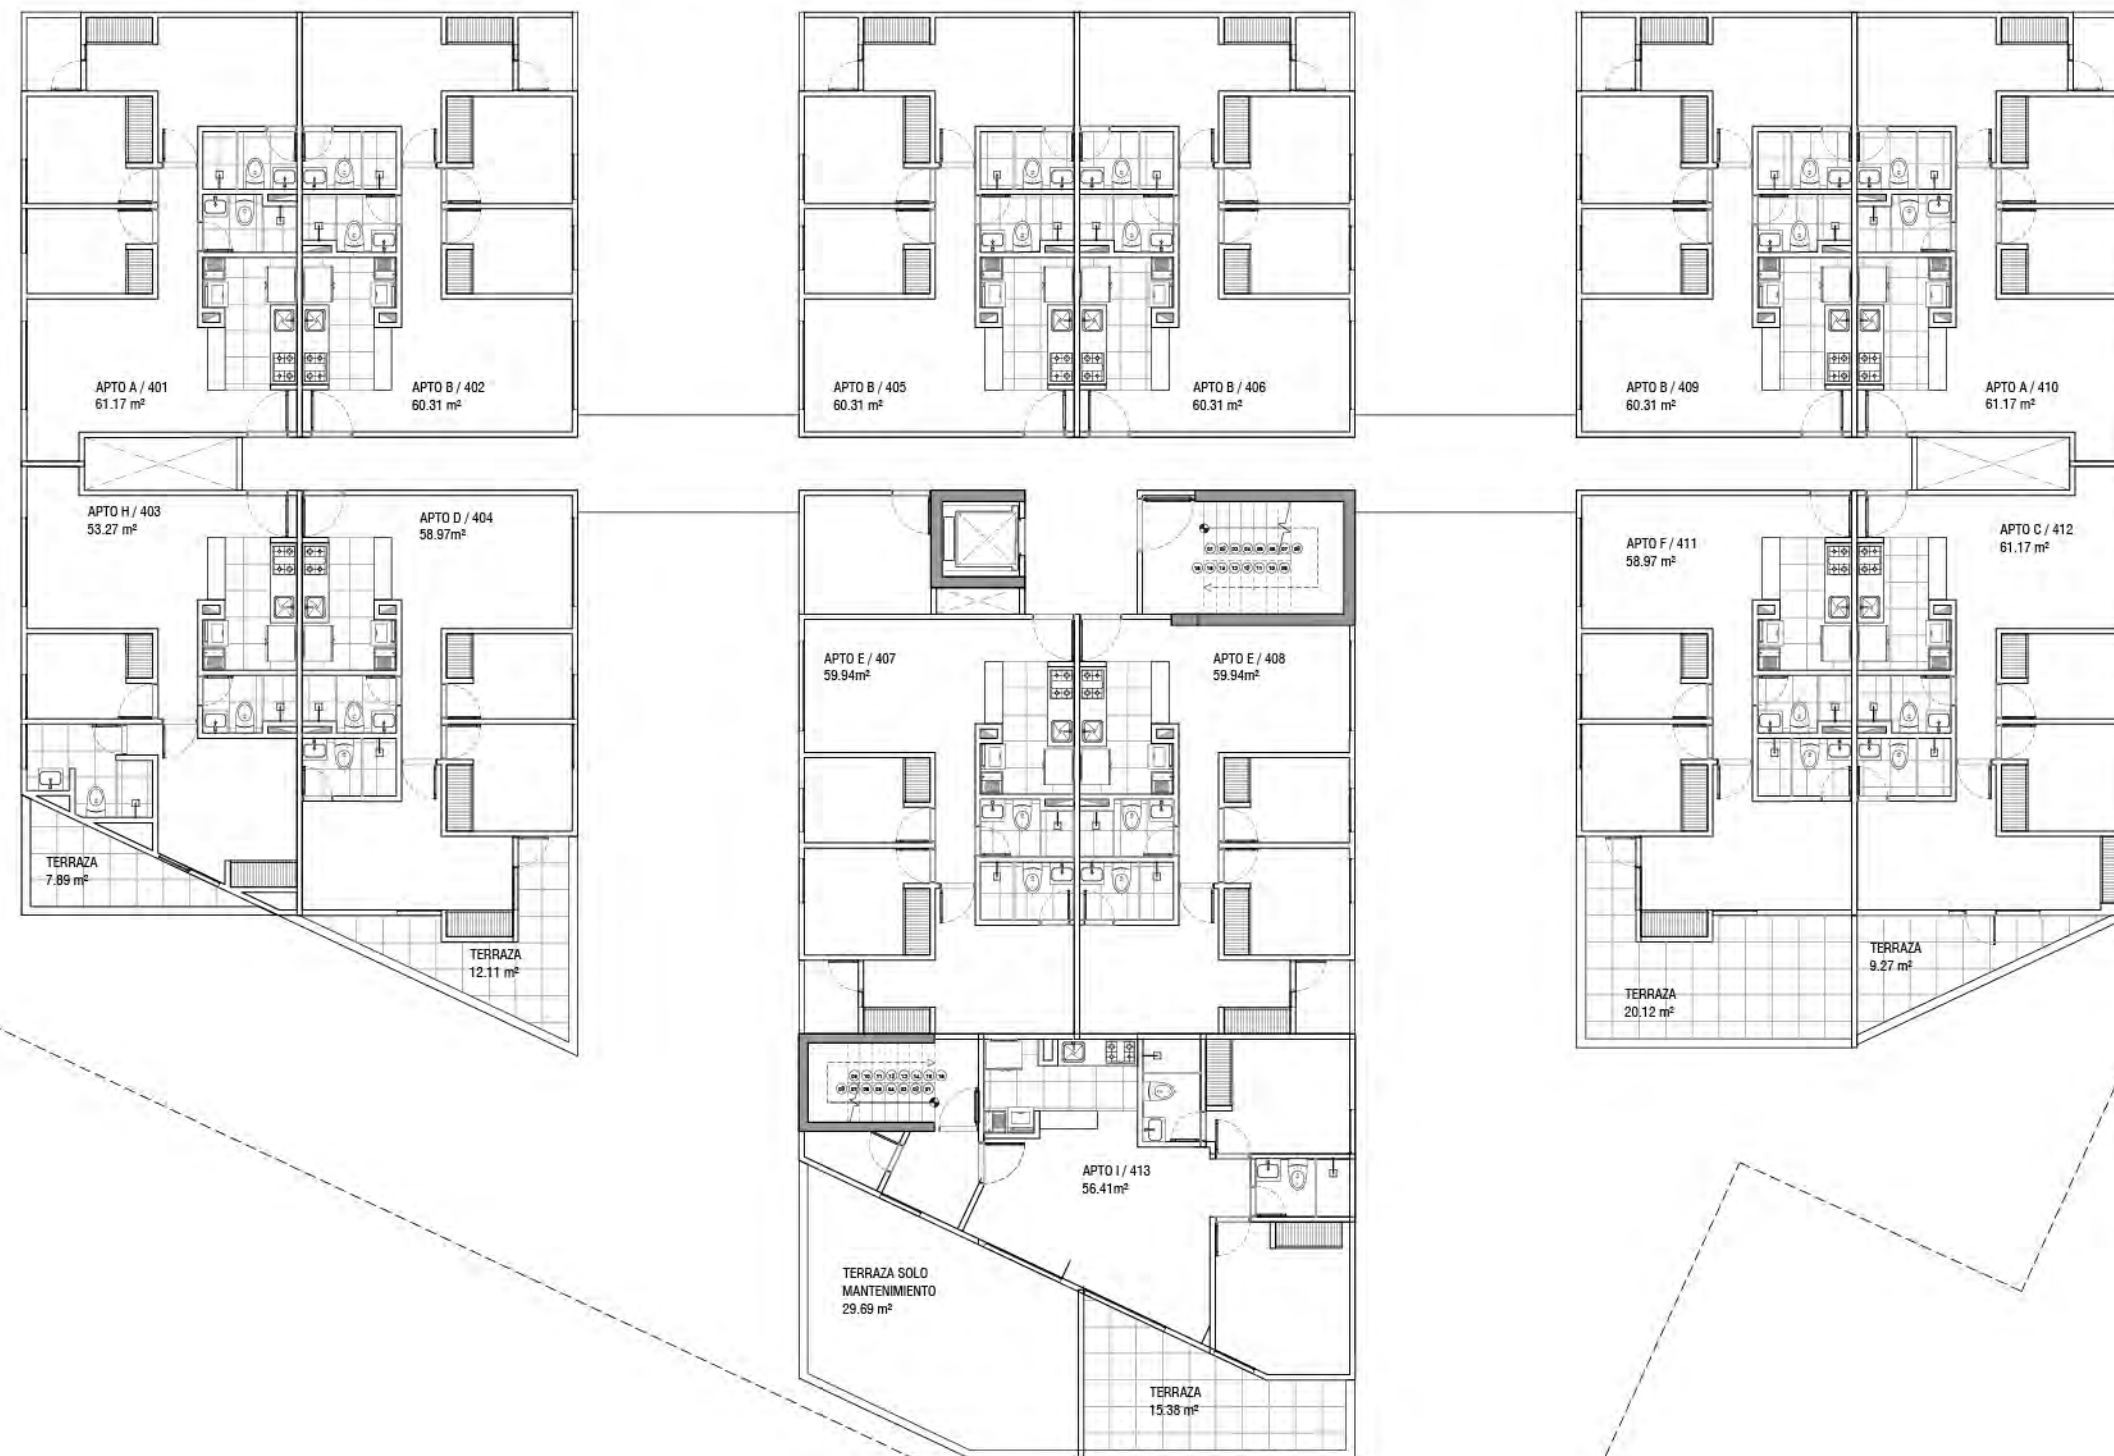 APTO A / 401
61.17 m²
APTO B / 402
60.31 m²
APTO B / 405
60.31 m²
APTO B / 406
60.31 m²
APTO B / 409
60.31 m²
APTO A / 410
61.17 m²
APTO H / 403
53.27 m²
APTO D / 404
58.97m²
APTO F / 411
58.97 m²
APTO C / 412
61.17 m²
APTO E / 407
59.94m²
APTO E / 408
59.94m²
TERRAZA
7.89 m²
TERRAZA
12.11 m²
TERRAZA
20.12 m²
TERRAZA
9.27 m²
APTO I / 413
56.41m²
TERRAZA SOLO
MANTENIMIENTO
29.69 m²
TERRAZA
15.38 m²